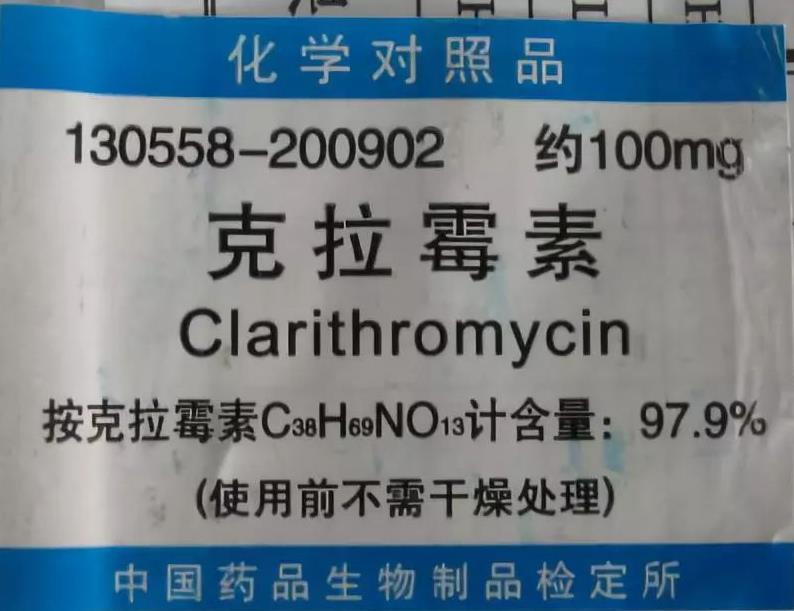 化学对照品
130558-200902 约100mg
克拉霉素
Clarithromycin
按克拉霉素C₃₈H₆₉NO₁₃计含量：97.9%
(使用前不需干燥处理)
中国药品生物制品检定所